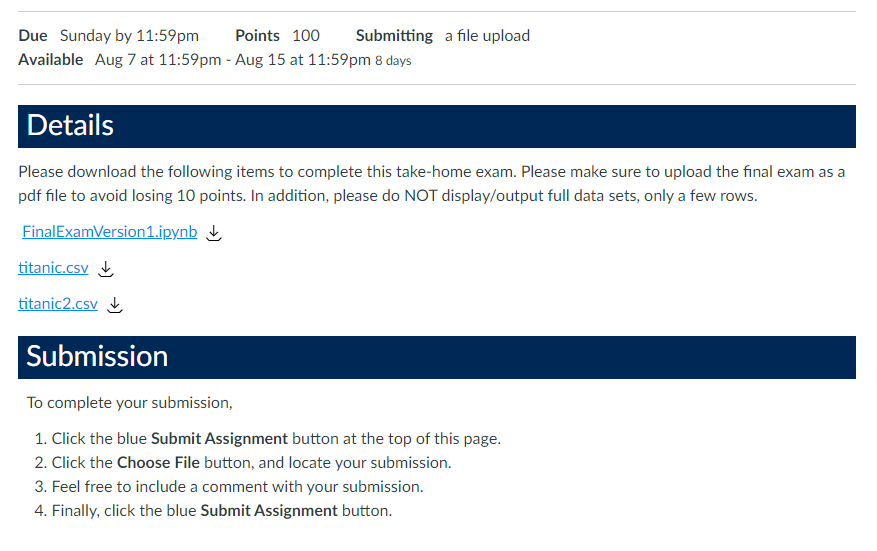 Due Sunday by 11:59pm Points 100 Submitting a file upload
Available Aug 7 at 11:59pm - Aug 15 at 11:59pm 8 days
Details
Please download the following items to complete this take-home exam. Please make sure to upload the final exam as a
pdf file to avoid losing 10 points. In addition, please do NOT display/output full data sets, only a few rows.
FinalExamVersion1.ipynb
titanic.csv
titanic2.csv
Submission
To complete your submission,
1. Click the blue Submit Assignment button at the top of this page.
2. Click the Choose File button, and locate your submission.
3. Feel free to include a comment with your submission.
4. Finally, click the blue Submit Assignment button.